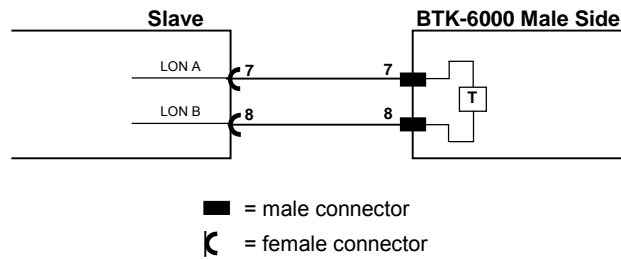 Slave BTK-6000 Male Side
LON A 7 7
T
LON B 8 8
= male connector
= female connector